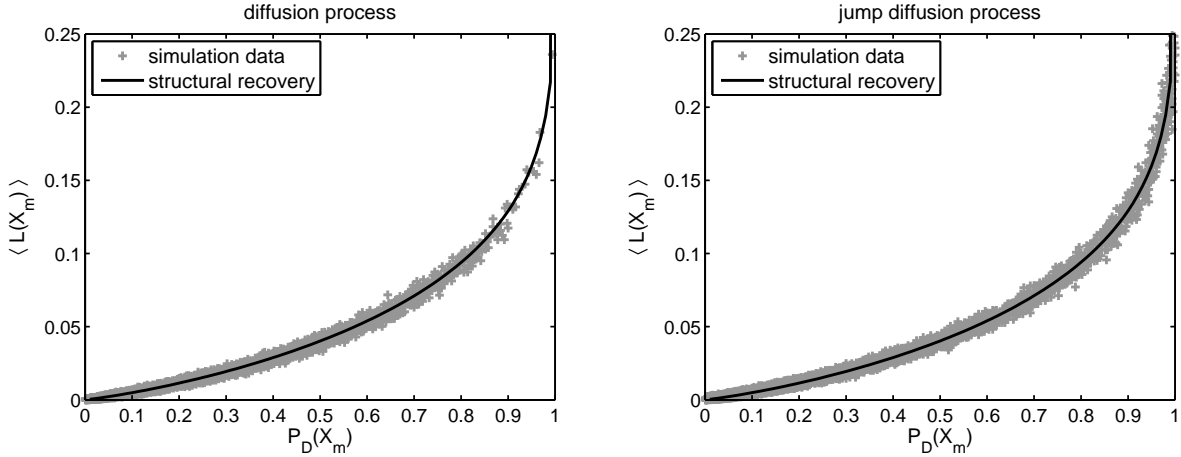 diffusion process
0.25
0.2
0.15
0.1
0.05
0
⟨ L(X_m) ⟩
simulation data
structural recovery
0 0.1 0.2 0.3 0.4 0.5 0.6 0.7 0.8 0.9 1
P_D(X_m)
jump diffusion process
0.25
0.2
0.15
0.1
0.05
0
⟨ L(X_m) ⟩
simulation data
structural recovery
0 0.1 0.2 0.3 0.4 0.5 0.6 0.7 0.8 0.9 1
P_D(X_m)